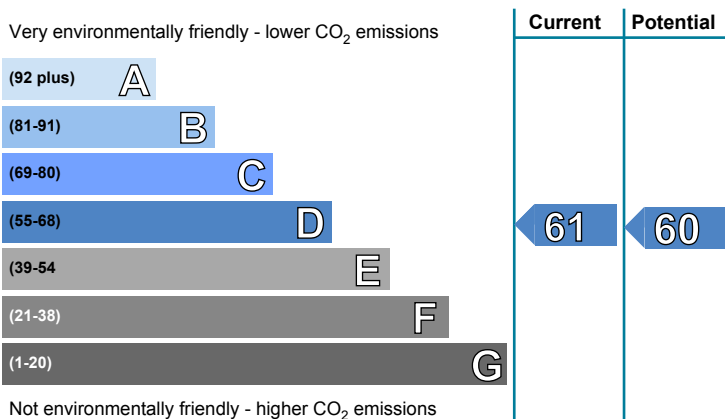 Current Potential
Very environmentally friendly - lower CO2 emissions
(92 plus) A
(81-91) B
(69-80) C
(55-68) D 61 60
(39-54 E
(21-38) F
(1-20) G
Not environmentally friendly - higher CO2 emissions